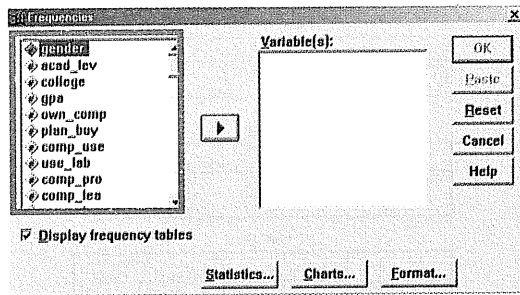 Frequencies
gender
acad_lev
college
gpa
own_comp
plan_buy
comp_use
use_lab
comp_pro
comp_lea
Variable(s):
OK
Paste
Reset
Cancel
Help
Display frequency tables
Statistics... Charts... Format...